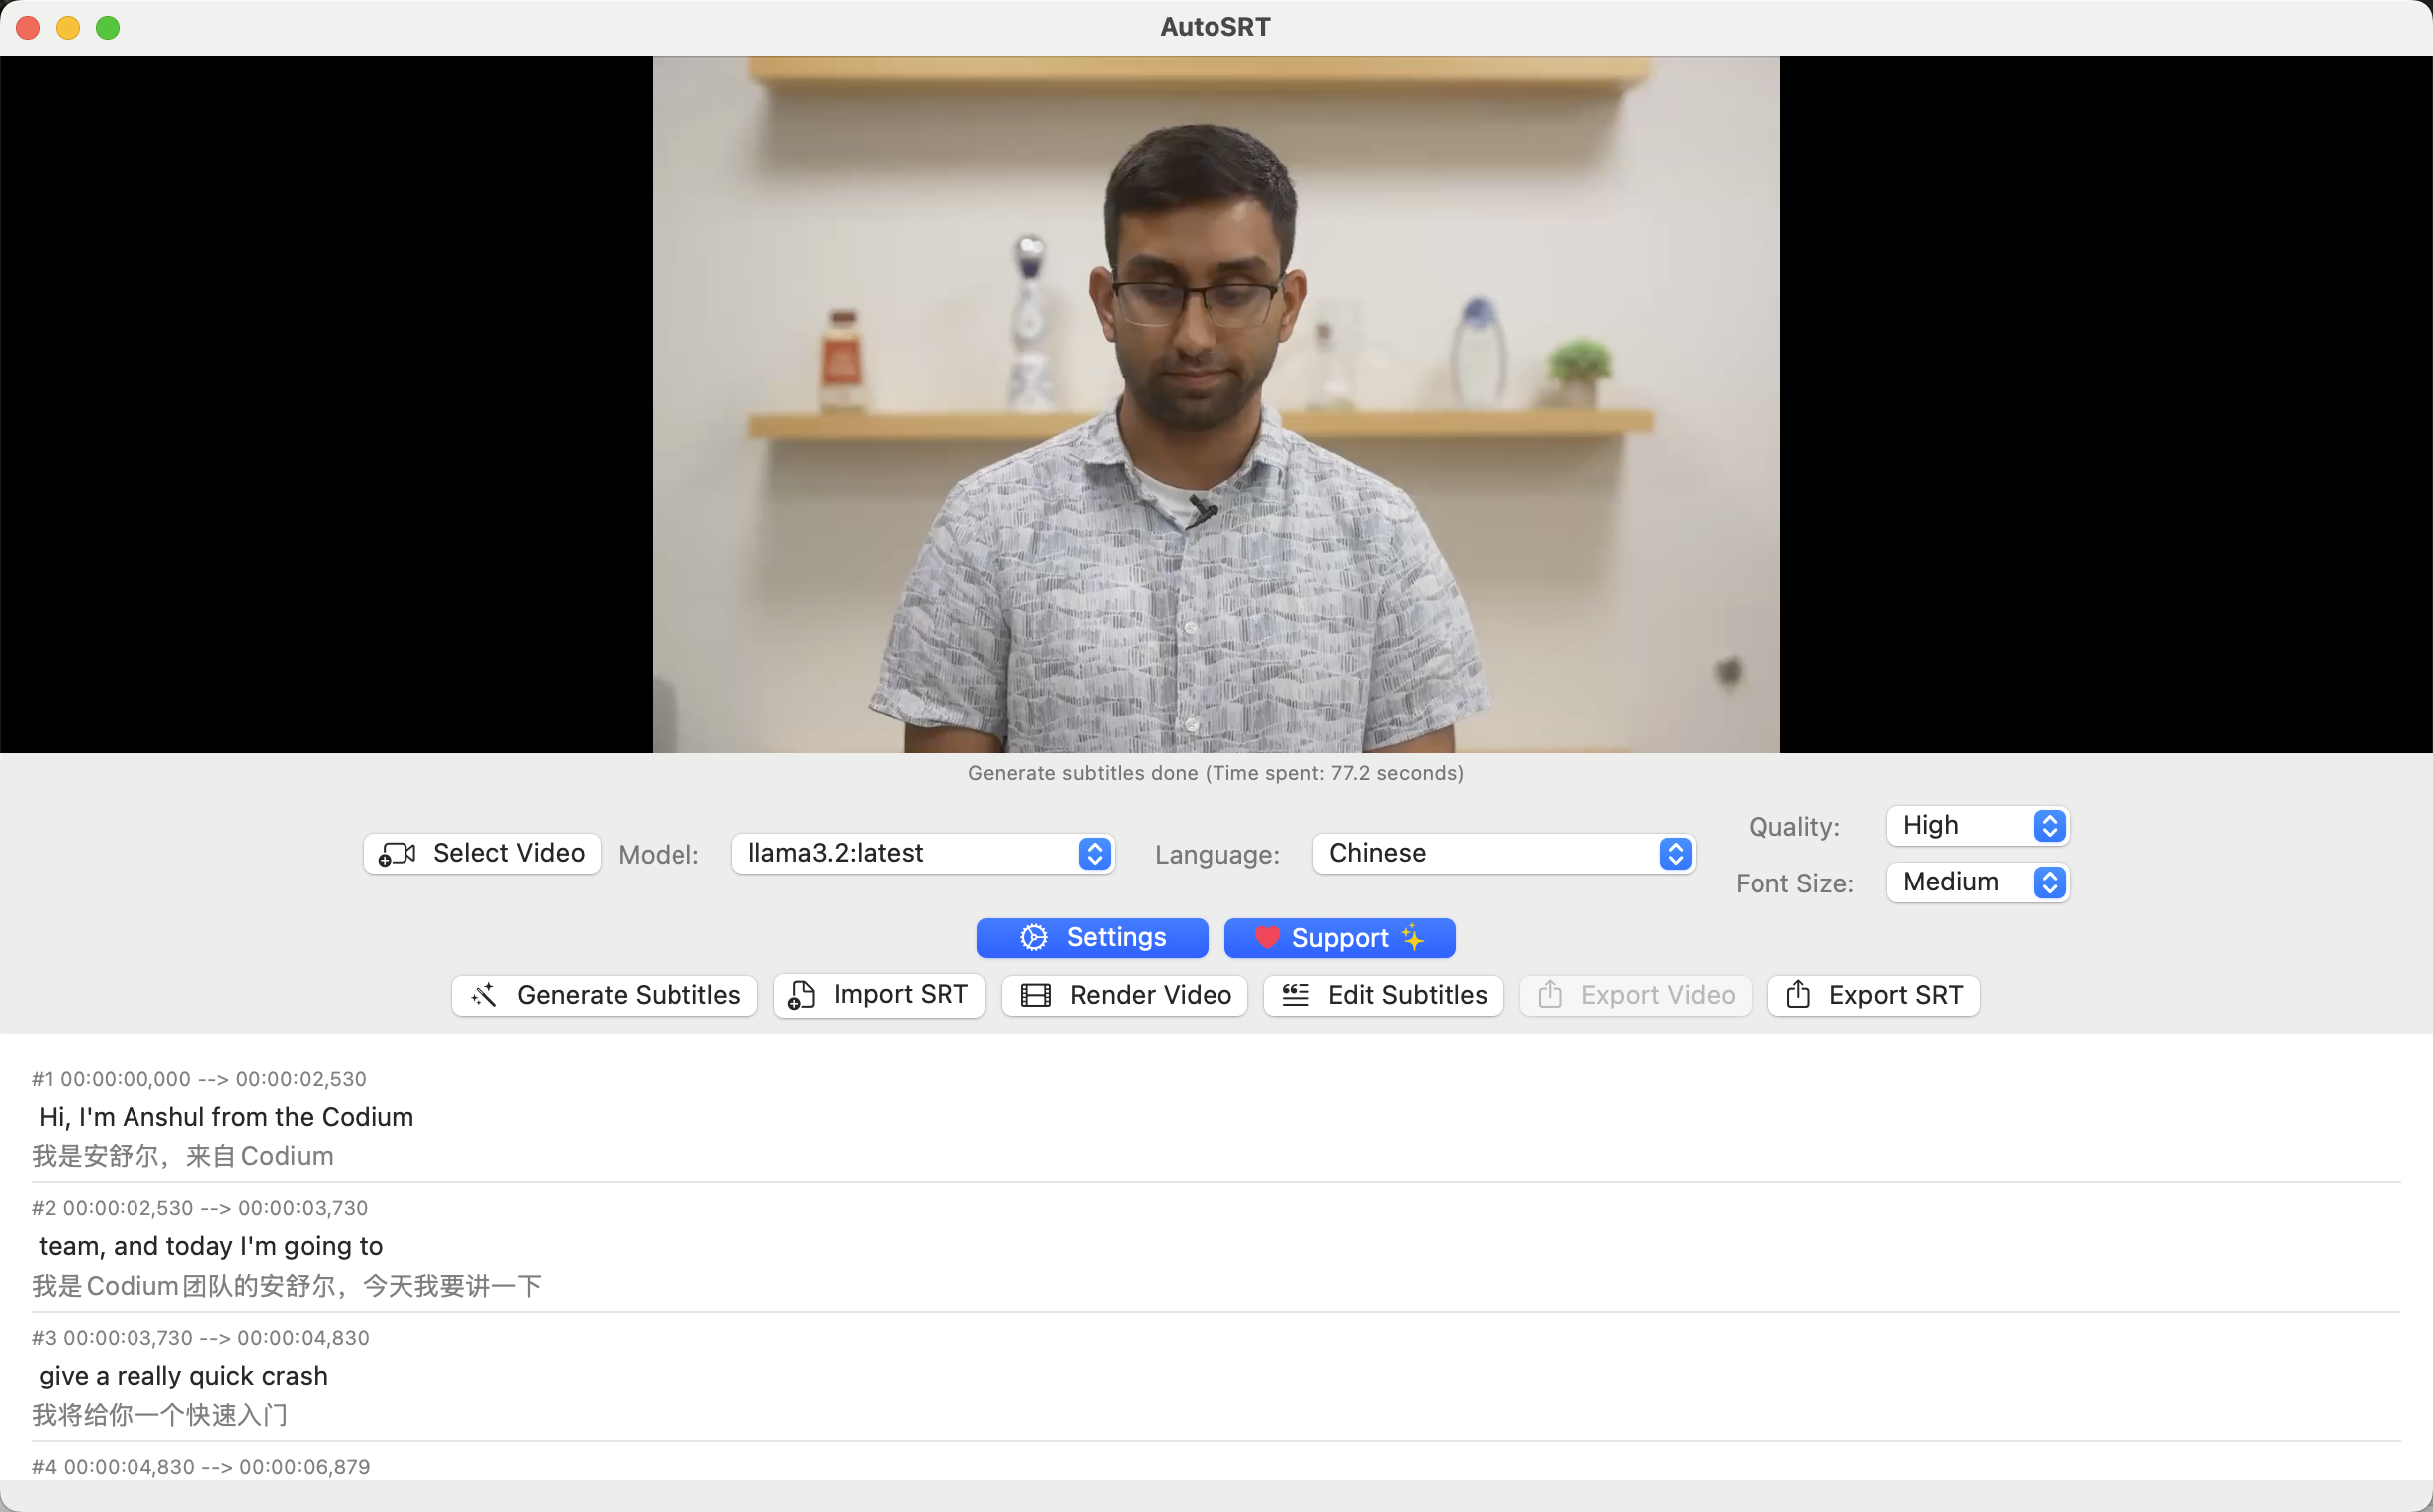 AutoSRT
Generate subtitles done (Time spent: 77.2 seconds)
Select Video Model: llama3.2:latest Language: Chinese
Quality: High
Font Size: Medium
Settings Support
Generate Subtitles Import SRT Render Video Edit Subtitles Export Video Export SRT
#1 00:00:00,000 --> 00:00:02,530
Hi, I'm Anshul from the Codium
我是安舒尔，来自Codium
#2 00:00:02,530 --> 00:00:03,730
team, and today I'm going to
我是Codium团队的安舒尔，今天我要讲一下
#3 00:00:03,730 --> 00:00:04,830
give a really quick crash
我将给你一个快速入门
#4 00:00:04,830 --> 00:00:06,879